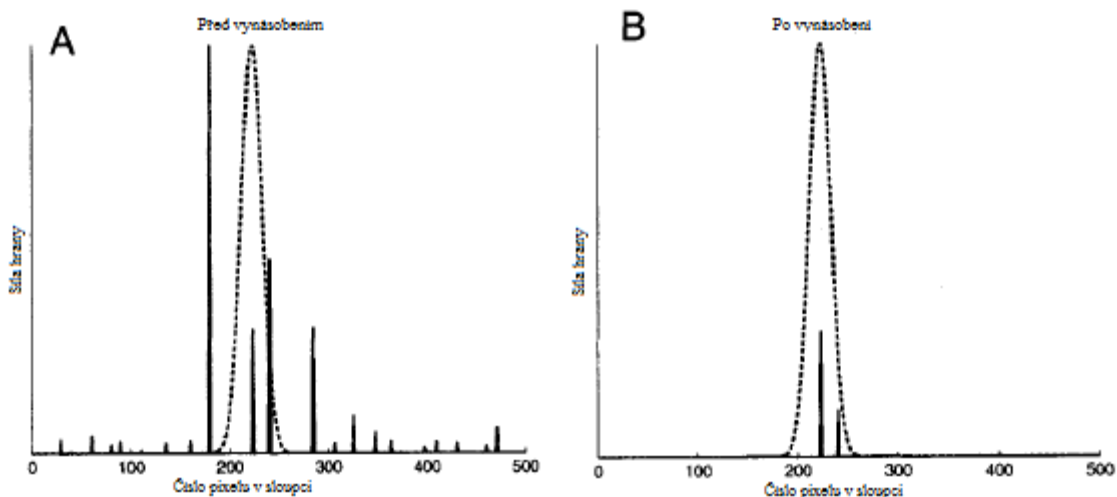 A
Před vynásobením
Síla hrany
0 100 200 300 400 500
Číslo pixelu v sloupci
B
Po vynásobení
Síla hrany
0 100 200 300 400 500
Číslo pixelu v sloupci